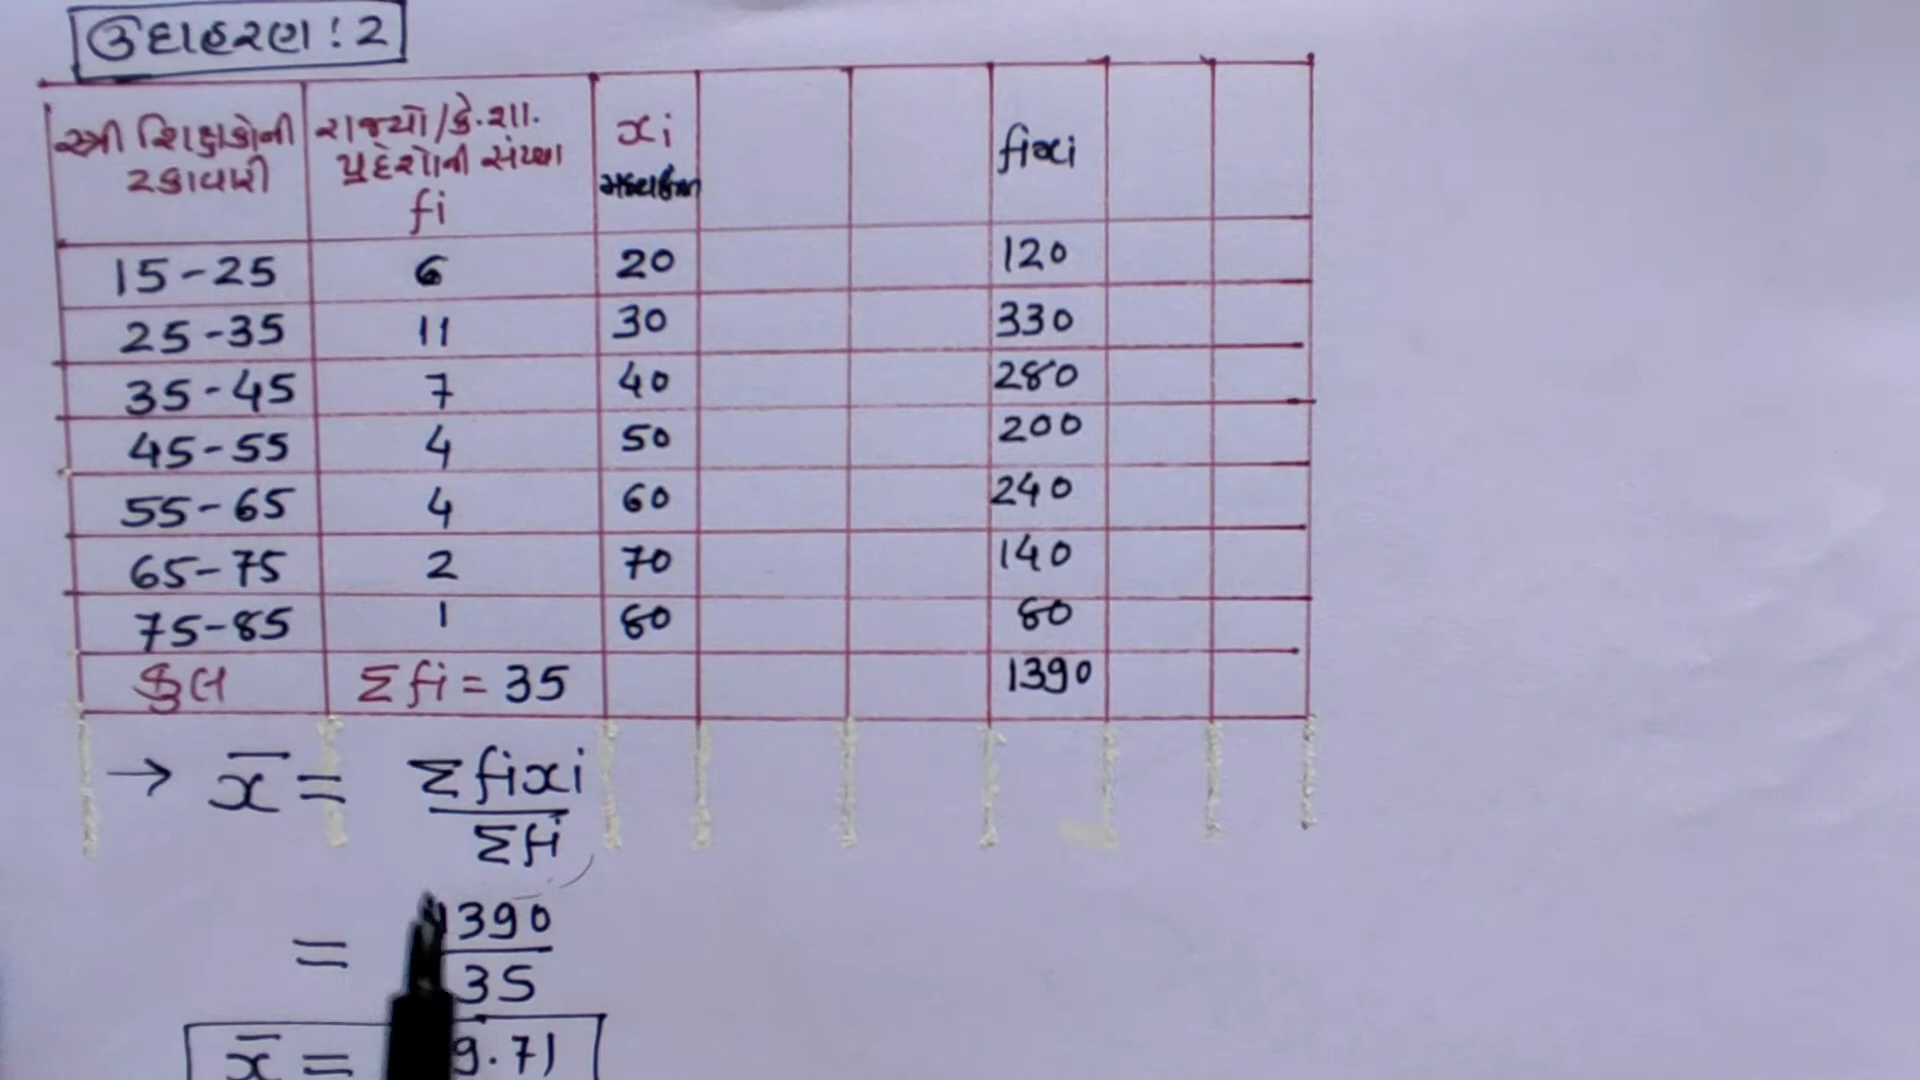 ઉદાહરણ : 2
સ્ત્રી શિક્ષકોની ટકાવારી રાજ્યો/કે.શા. પ્રદેશોની સંખ્યા fi xi મધ્યકિંમત fixi
15-25 6 20 120
25-35 11 30 330
35-45 7 40 280
45-55 4 50 200
55-65 4 60 240
65-75 2 70 140
75-85 1 80 80
કુલ Σfi = 35 1390
→ x̄ = Σfixi / Σfi
= 1390 / 35
x̄ = 9.71